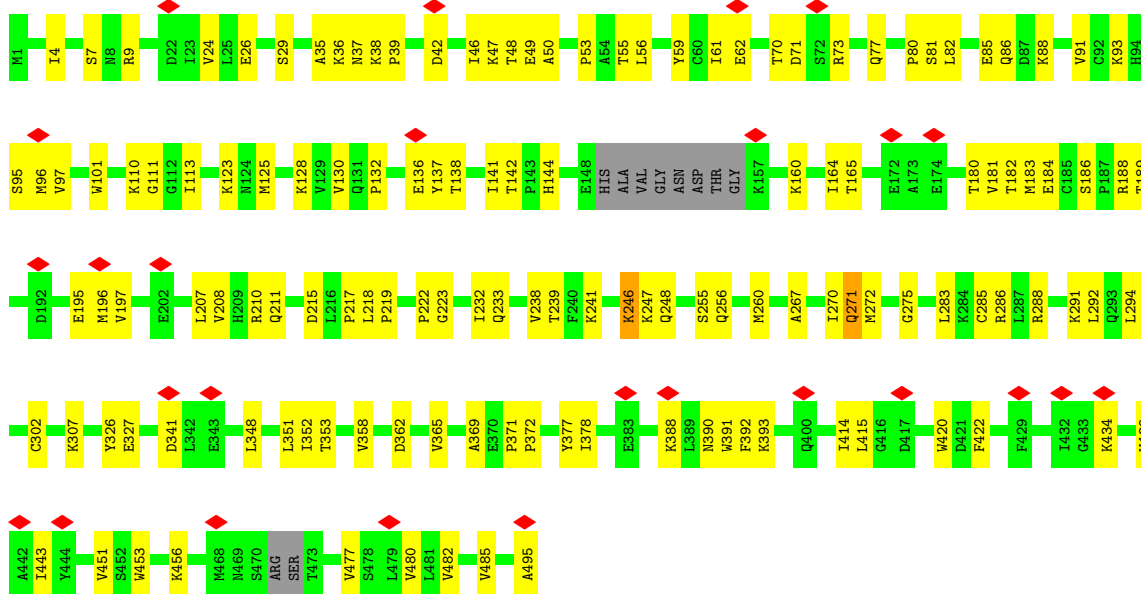 M1 I4 S7 N8 R9 D22 I23 V24 L25 E26 S29 A35 K36 N37 K38 P39 D42 I46 K47 T48 E49 A50 P53 A54 T55 L56 Y59 C60 I61 E62 T70 D71 S72 R73 Q77 P80 S81 L82 E85 Q86 D87 K88 V91 C92 K93 H94
S95 M96 V97 W101 K110 G111 G112 I113 K123 N124 M125 K128 V129 V130 Q131 P132 E136 Y137 T138 I141 T142 P143 H144 E148 HIS ALA VAL GLY ASN ASP THR GLY K157 K160 I164 T165 E172 A173 E174 T180 V181 T182 M183 E184 C185 S186 P187 R188
D192 E195 M196 V197 E202 L207 V208 H209 R210 Q211 D215 L216 P217 L218 P219 P222 G223 I232 Q233 V238 T239 F240 K241 K246 K247 Q248 S255 Q256 M260 A267 I270 Q271 M272 G275 L283 K284 C285 R286 L287 R288 K291 L292 Q293 L294
C302 K307 Y326 E327 D341 L342 E343 L348 L351 I352 T353 V358 D362 V365 A369 E370 P371 P372 Y377 I378 E383 K388 L389 N390 W391 F392 K393 Q400 I414 L415 G416 D417 W420 D421 F422 F429 I432 G433 K434
A442 I443 Y444 V451 S452 W453 K456 M468 N469 S470 ARG SER T473 V477 S478 L479 V480 L481 V482 V485 A495